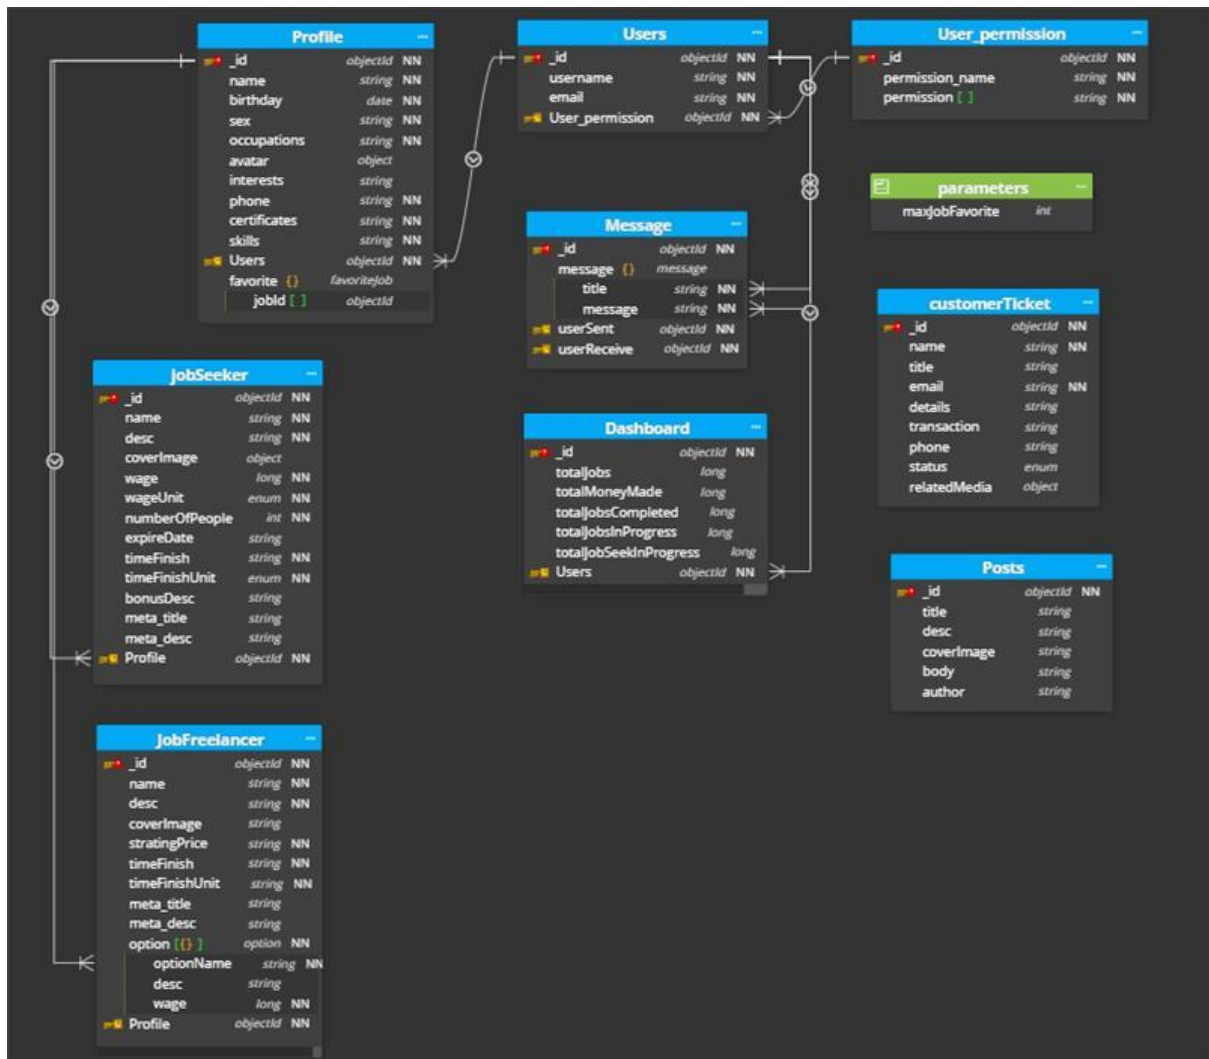 Profile
_id objectId NN
name string NN
birthday date NN
sex string NN
occupations string NN
avatar object
interests string
phone string NN
certificates string NN
skills string NN
Users objectId NN
favorite {} favoriteJob
jobId [ ] objectId
Users
_id objectId NN
username string NN
email string NN
User_permission objectId NN
User_permission
_id objectId NN
permission_name string NN
permission [ ] string NN
parameters
maxJobFavorite int
Message
_id objectId NN
message {} message
title string NN
message string NN
userSent objectId NN
userReceive objectId NN
customerTicket
_id objectId NN
name string NN
title string
email string NN
details string
transaction string
phone string
status enum
relatedMedia object
JobSeeker
_id objectId NN
name string NN
desc string NN
coverImage object
wage long NN
wageUnit enum NN
numberOfPeople int NN
expireDate string
timeFinish string NN
timeFinishUnit enum NN
bonusDesc string
meta_title string
meta_desc string
Profile objectId NN
Dashboard
_id objectId NN
totalJobs long
totalMoneyMade long
totalJobsCompleted long
totalJobsInProgress long
totalJobSeekInProgress long
Users objectId NN
Posts
_id objectId NN
title string
desc string
coverImage string
body string
author string
JobFreelancer
_id objectId NN
name string NN
desc string NN
coverImage string
stratingPrice string NN
timeFinish string NN
timeFinishUnit string NN
meta_title string
meta_desc string
option [{} ] option NN
optionName string NN
desc string
wage long NN
Profile objectId NN